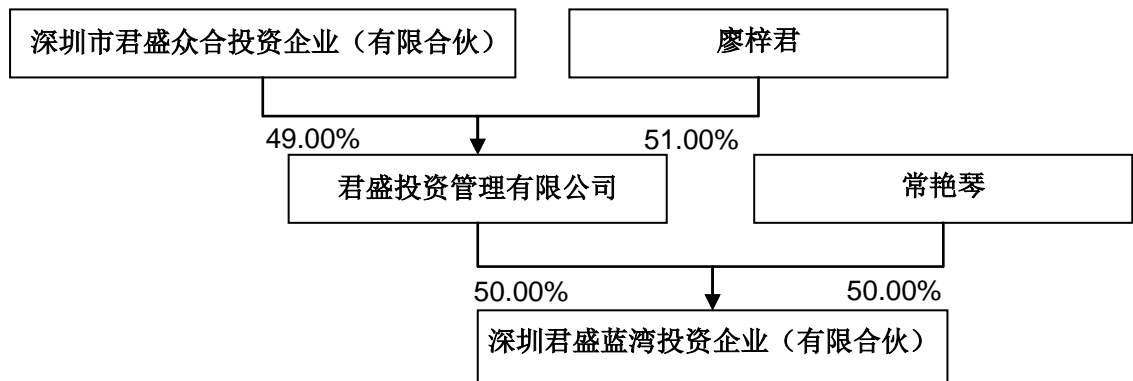 深圳市君盛众合投资企业（有限合伙）
廖梓君
49.00%
51.00%
君盛投资管理有限公司
常艳琴
50.00%
50.00%
深圳君盛蓝湾投资企业（有限合伙）